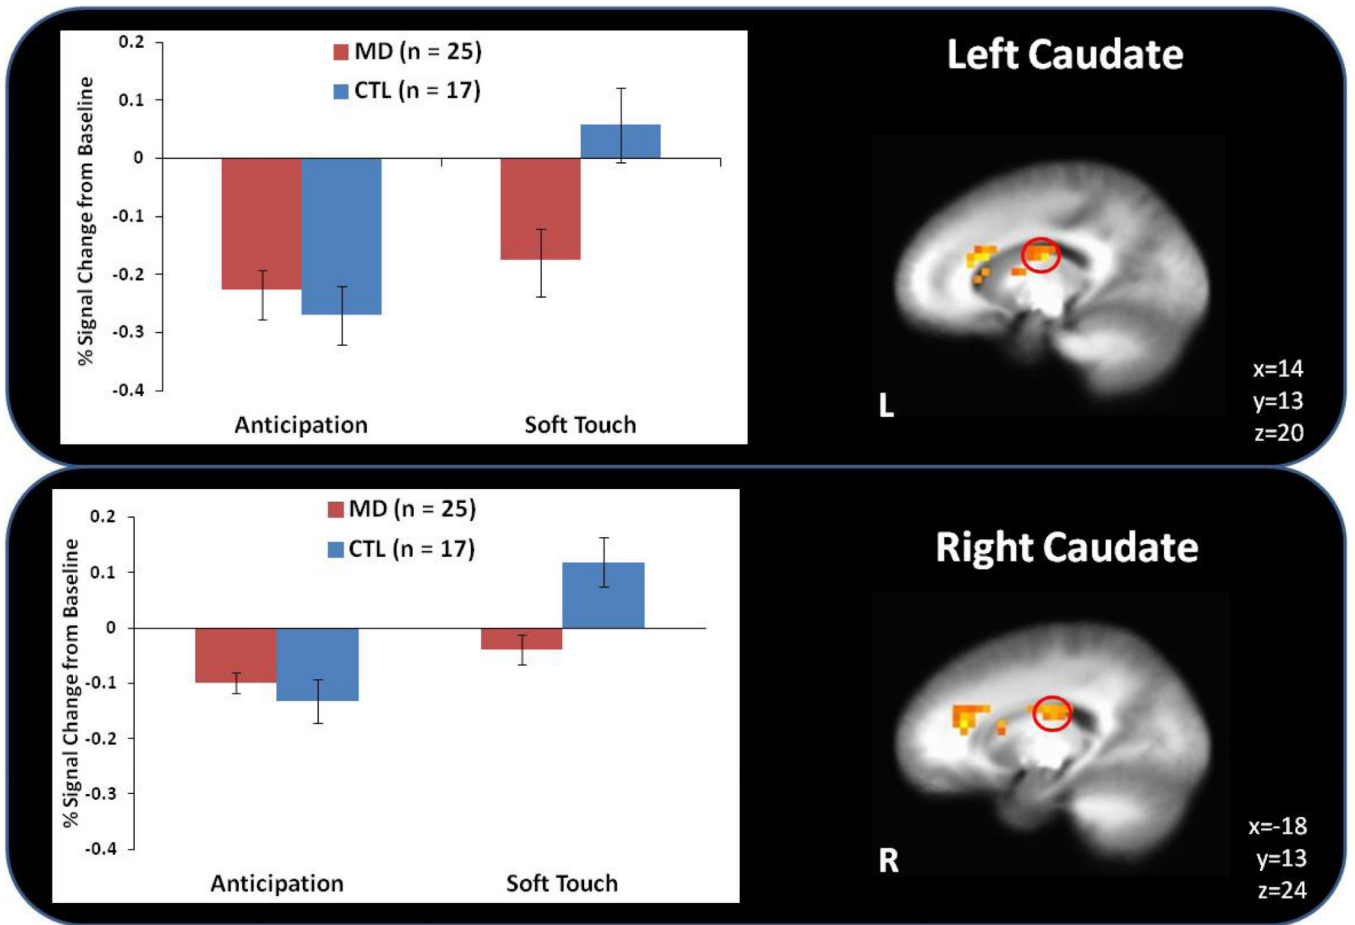 Left Caudate
MD (n = 25)
CTL (n = 17)
% Signal Change from Baseline
0.2
0.1
0
-0.1
-0.2
-0.3
-0.4
Anticipation
Soft Touch
L
x=14
y=13
z=20
Right Caudate
MD (n = 25)
CTL (n = 17)
% Signal Change from Baseline
0.2
0.1
0
-0.1
-0.2
-0.3
-0.4
Anticipation
Soft Touch
R
x=-18
y=13
z=24